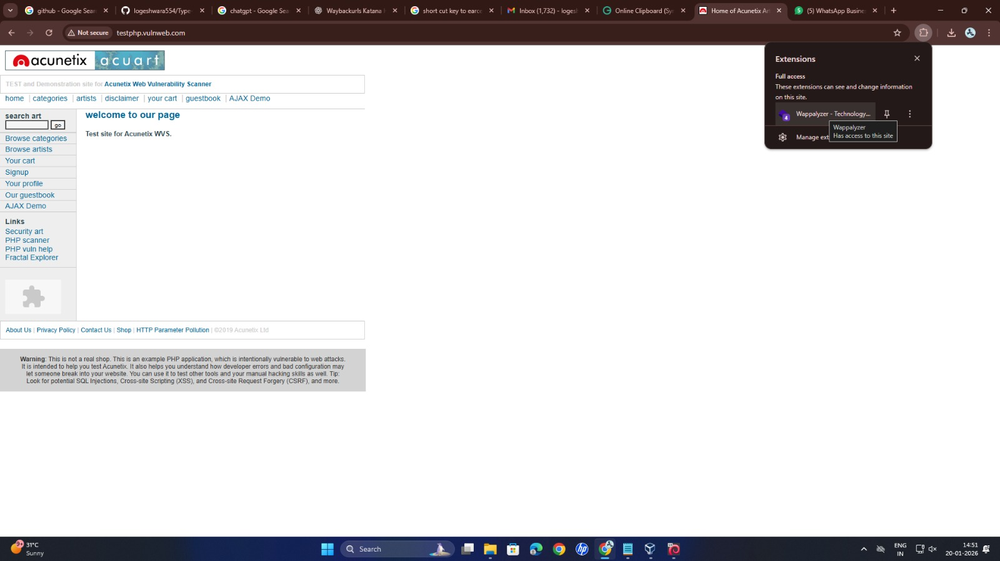 github - Google Sear
logeshwara554/Type-
chatgpt - Google Sea
Waybackurls Katana
short cut key to earce
Inbox (1,732) - logesh
Online Clipboard (Sy
Home of Acunetix Ar
5
(5) WhatsApp Busine
Not secure
testphp.vulnweb.com
acunetix acuart
TEST and Demonstration site for Acunetix Web Vulnerability Scanner
home | categories | artists | disclaimer | your cart | guestbook | AJAX Demo
search art
go
Browse categories
Browse artists
Your cart
Signup
Your profile
Our guestbook
AJAX Demo
Links
Security art
PHP scanner
PHP vuln help
Fractal Explorer
welcome to our page
Test site for Acunetix WVS.
Extensions
Full access
These extensions can see and change information
on this site.
4
Wappalyzer - Technology...
Wappalyzer
Has access to this site
Manage ext
About Us | Privacy Policy | Contact Us | Shop | HTTP Parameter Pollution | ©2019 Acunetix Ltd
Warning: This is not a real shop. This is an example PHP application, which is intentionally vulnerable to web attacks.
It is intended to help you test Acunetix. It also helps you understand how developer errors and bad configuration may
let someone break into your website. You can use it to test other tools and your manual hacking skills as well. Tip:
Look for potential SQL Injections, Cross-site Scripting (XSS), and Cross-site Request Forgery (CSRF), and more.
9+
31°C
Sunny
Search
hp
ENG
IN
14:51
20-01-2026